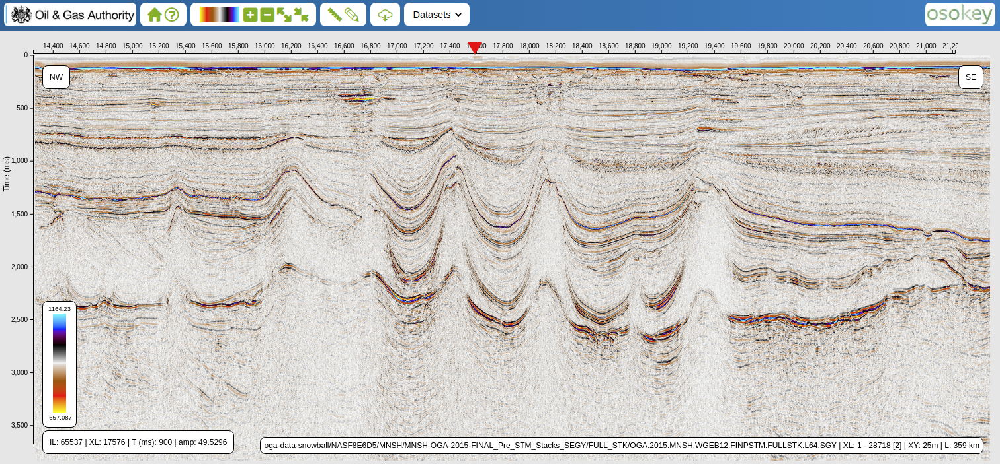 Oil & Gas Authority
Datasets
osokey
14,400 14,600 14,800 15,000 15,200 15,400 15,600 15,800 16,000 16,200 16,400 16,600 16,800 17,000 17,200 17,400 17,800 18,000 18,200 18,400 18,600 18,800 19,000 19,200 19,400 19,600 19,800 20,000 20,200 20,400 20,600 20,800 21,000 21,20
0
NW
SE
500
1,000
Time (ms)
1,500
2,000
1164.23
2,500
3,000
-657.087
3,500
IL: 65537 | XL: 17576 | T (ms): 900 | amp: 49.5296
oga-data-snowball/NASF8E6D5/MNSH/MNSH-OGA-2015-FINAL_Pre_STM_Stacks_SEGY/FULL_STK/OGA.2015.MNSH.WGEB12.FINPSTM.FULLSTK.L64.SGY | XL: 1 - 28718 [2] | XY: 25m | L: 359 km